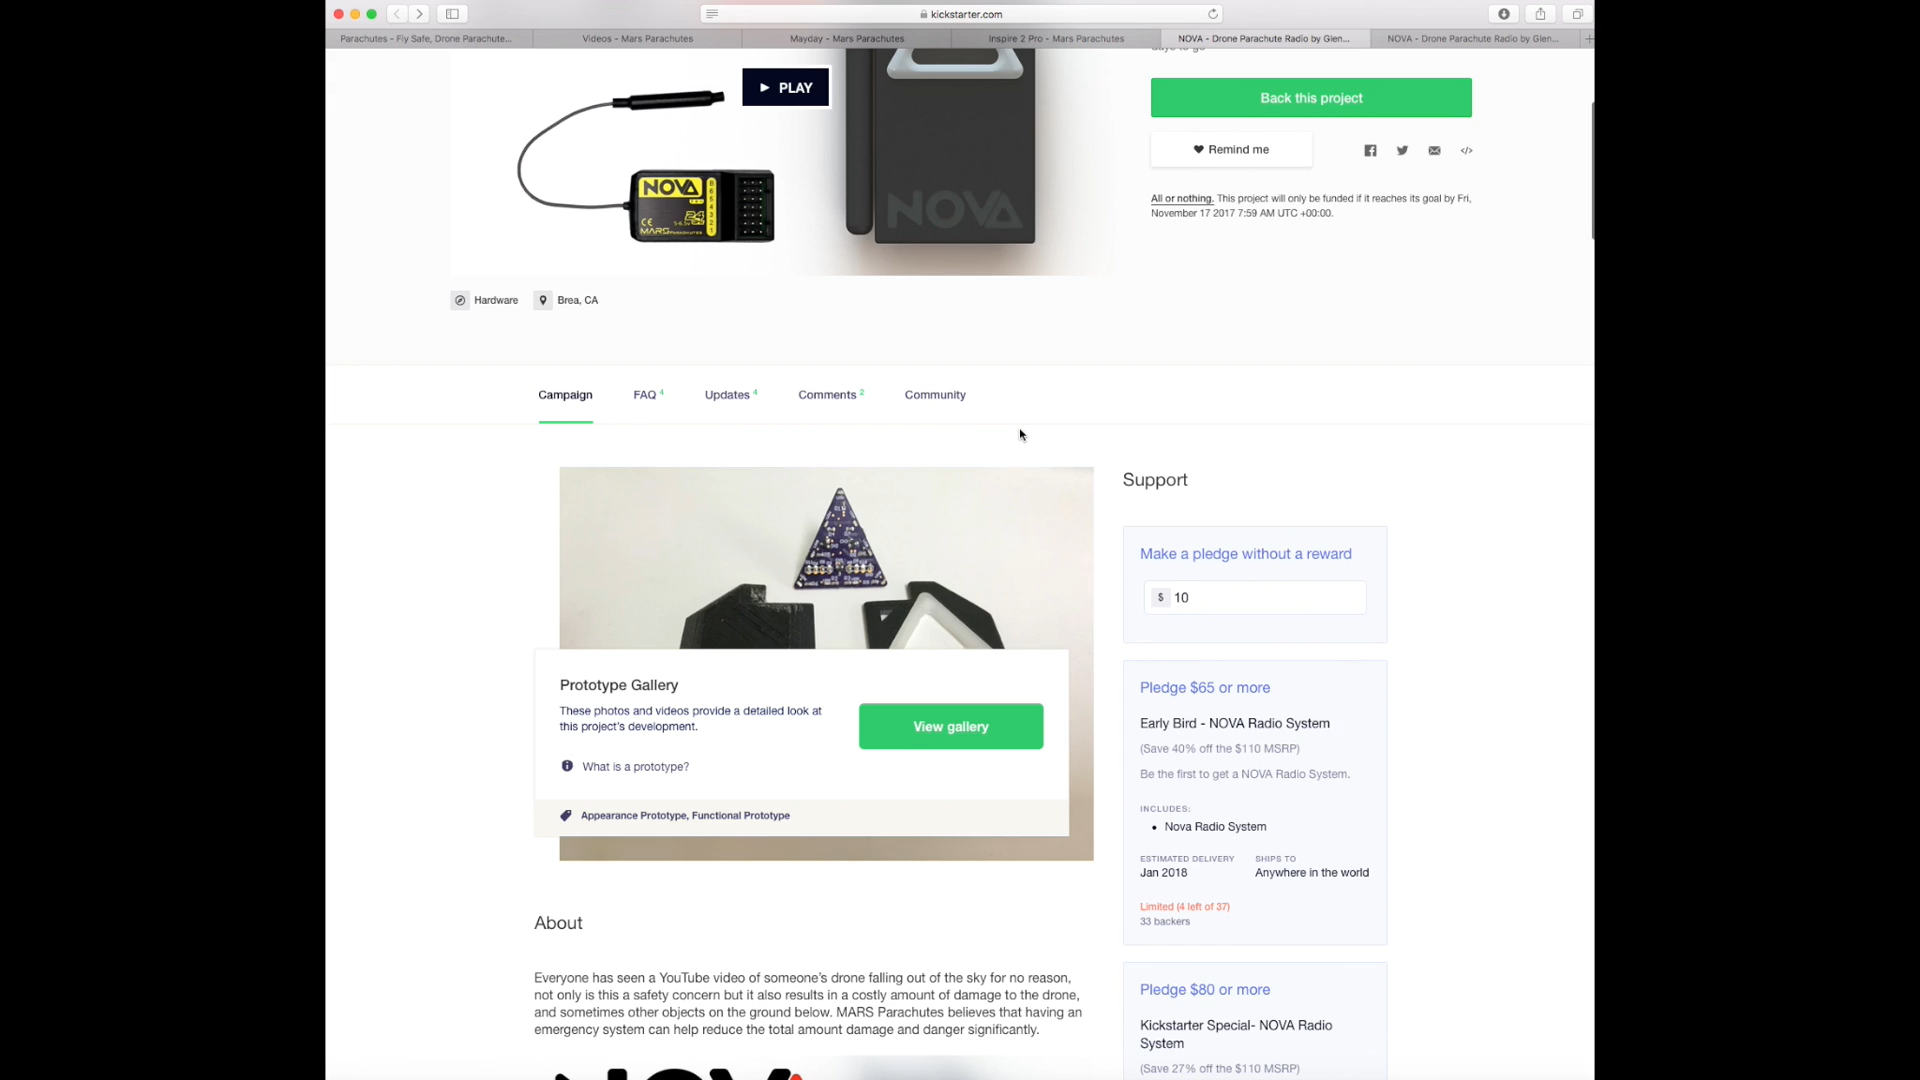 kickstarter.com
Parachutes - Fly Safe, Drone Parachute...
Videos - Mars Parachutes
Mayday - Mars Parachutes
Inspire 2 Pro - Mars Parachutes
NOVA - Drone Parachute Radio by Glen...
NOVA - Drone Parachute Radio by Glen...
days to go
PLAY
NOVA
24
MARS PARACHUTES
NOVA
Back this project
Remind me
All or nothing. This project will only be funded if it reaches its goal by Fri,
November 17 2017 7:59 AM UTC +00:00.
Hardware
Brea, CA
Campaign
FAQ 4
Updates 4
Comments 2
Community
Prototype Gallery
These photos and videos provide a detailed look at
this project's development.
View gallery
What is a prototype?
Appearance Prototype, Functional Prototype
About
Everyone has seen a YouTube video of someone's drone falling out of the sky for no reason,
not only is this a safety concern but it also results in a costly amount of damage to the drone,
and sometimes other objects on the ground below. MARS Parachutes believes that having an
emergency system can help reduce the total amount damage and danger significantly.
NOVA
Support
Make a pledge without a reward
$ 10
Pledge $65 or more
Early Bird - NOVA Radio System
(Save 40% off the $110 MSRP)
Be the first to get a NOVA Radio System.
INCLUDES:
• Nova Radio System
ESTIMATED DELIVERY
Jan 2018
SHIPS TO
Anywhere in the world
Limited (4 left of 37)
33 backers
Pledge $80 or more
Kickstarter Special- NOVA Radio
System
(Save 27% off the $110 MSRP)